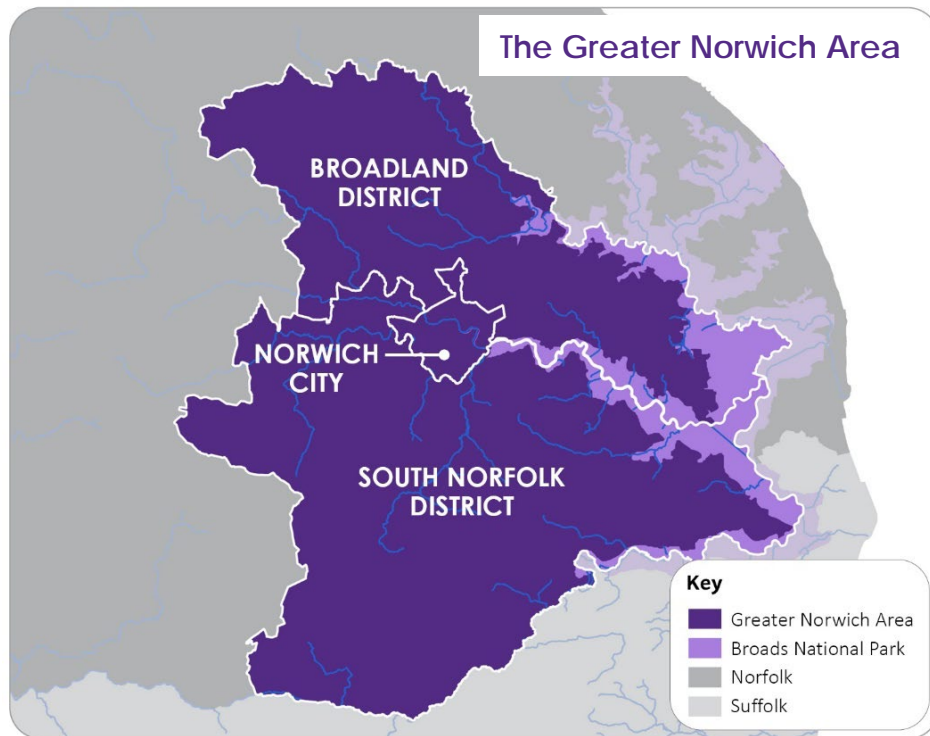 The Greater Norwich Area
BROADLAND
DISTRICT
NORWICH
CITY
SOUTH NORFOLK
DISTRICT
Key
Greater Norwich Area
Broads National Park
Norfolk
Suffolk